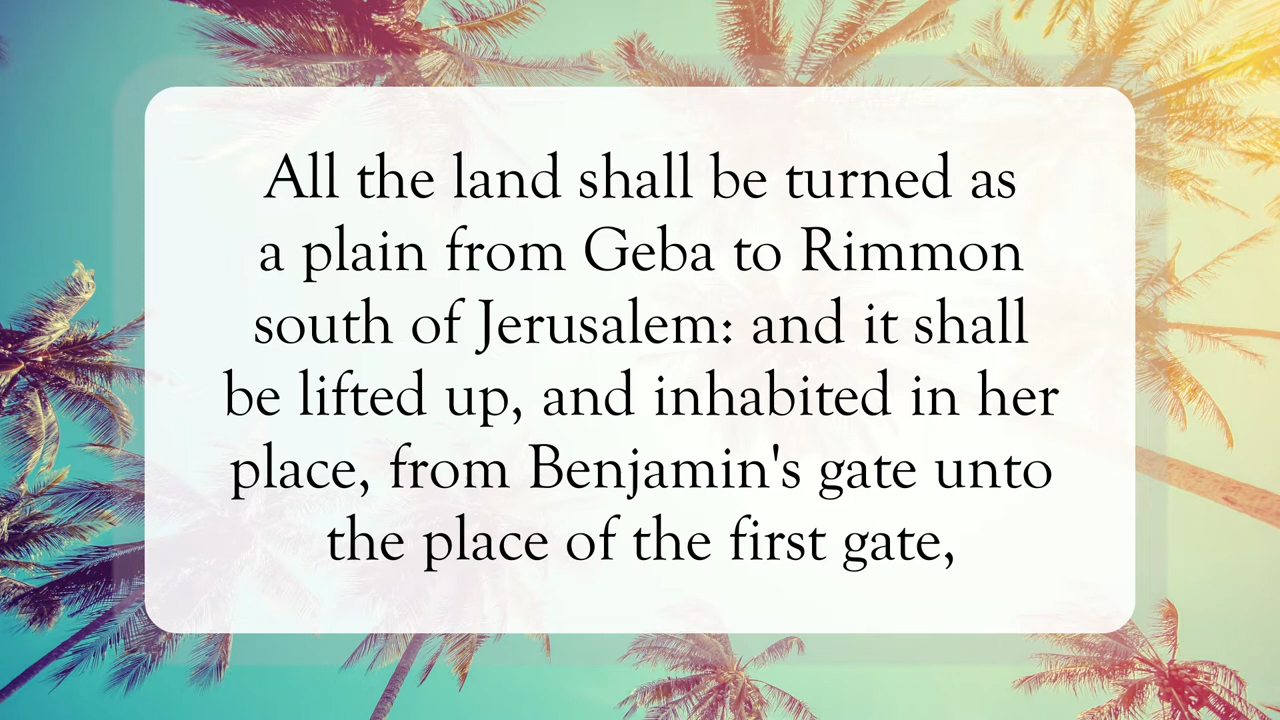 All the land shall be turned as
a plain from Geba to Rimmon
south of Jerusalem: and it shall
be lifted up, and inhabited in her
place, from Benjamin's gate unto
the place of the first gate,